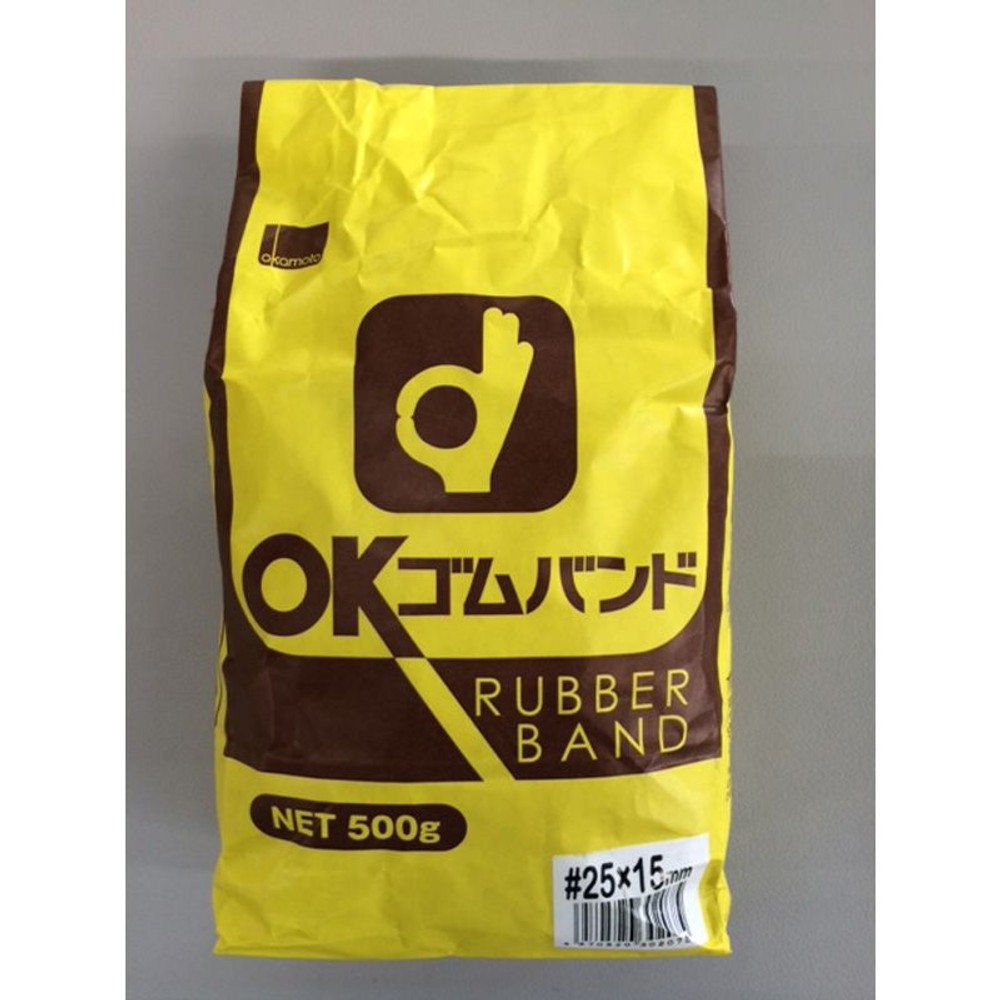 okamoto
OKゴムバンド
RUBBER
BAND
NET 500g
#25×15mm